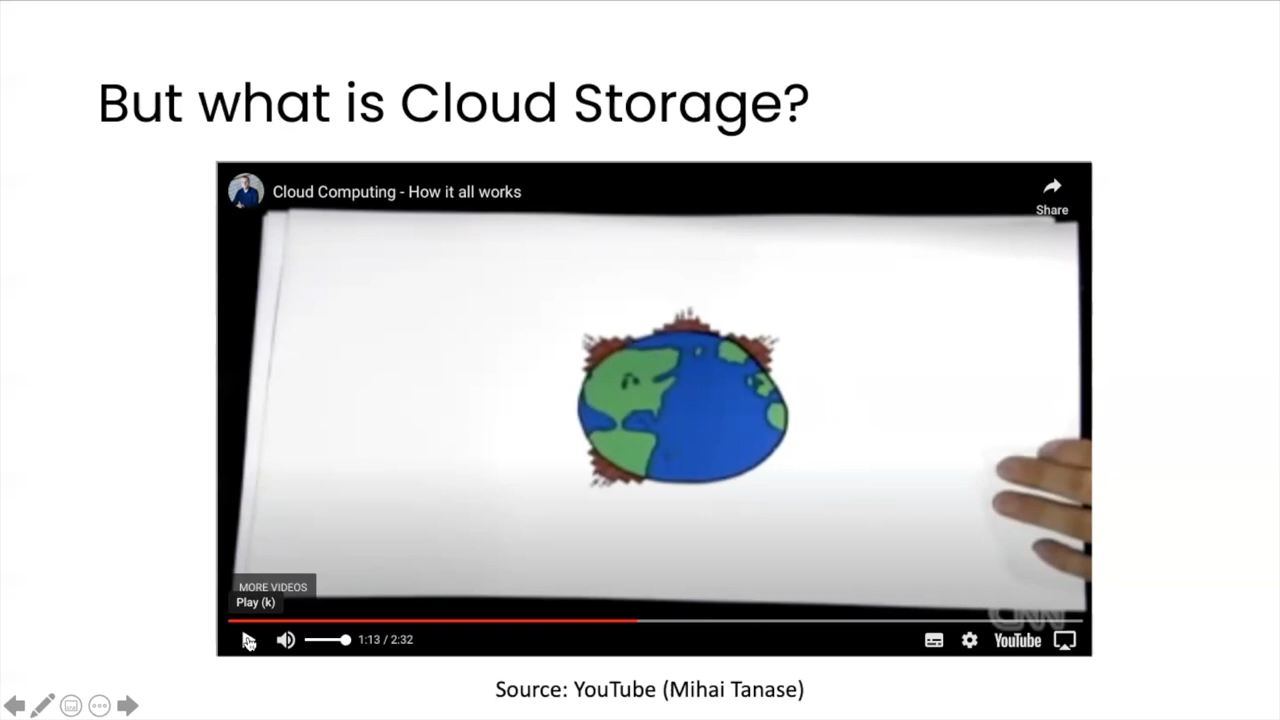 But what is Cloud Storage?
Cloud Computing - How it all works
Share
MORE VIDEOS
Play (k)
CNN
1:13 / 2:32
YouTube
Source: YouTube (Mihai Tanase)